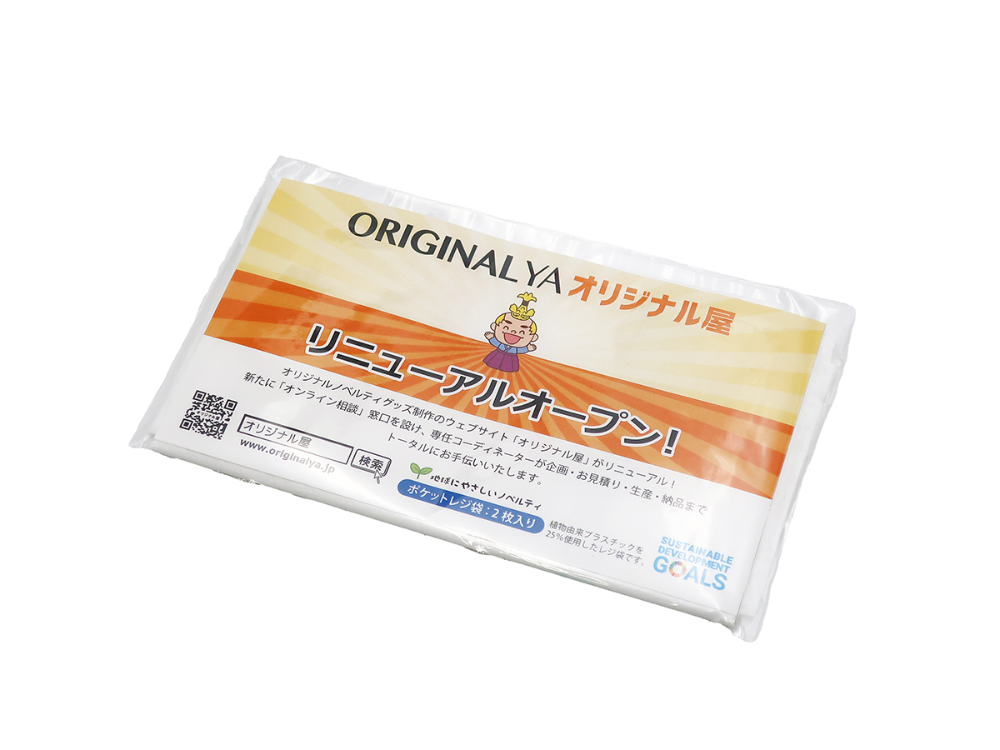 ORIGINAL YA オリジナル屋
リニューアルオープン!
オリジナルノベルティグッズ制作のウェブサイト「オリジナル屋」がリニューアル!
新たに「オンライン相談」窓口を設け、専任コーディネーターが企画・お見積り・生産・納品まで
トータルにお手伝いいたします。
オリジナル屋
オリジナル屋
検索
www.originalya.jp
地球にやさしいノベルティ
ポケットレジ袋:2枚入り
植物由来プラスチックを
25%使用したレジ袋です。
SUSTAINABLE
DEVELOPMENT
GOALS